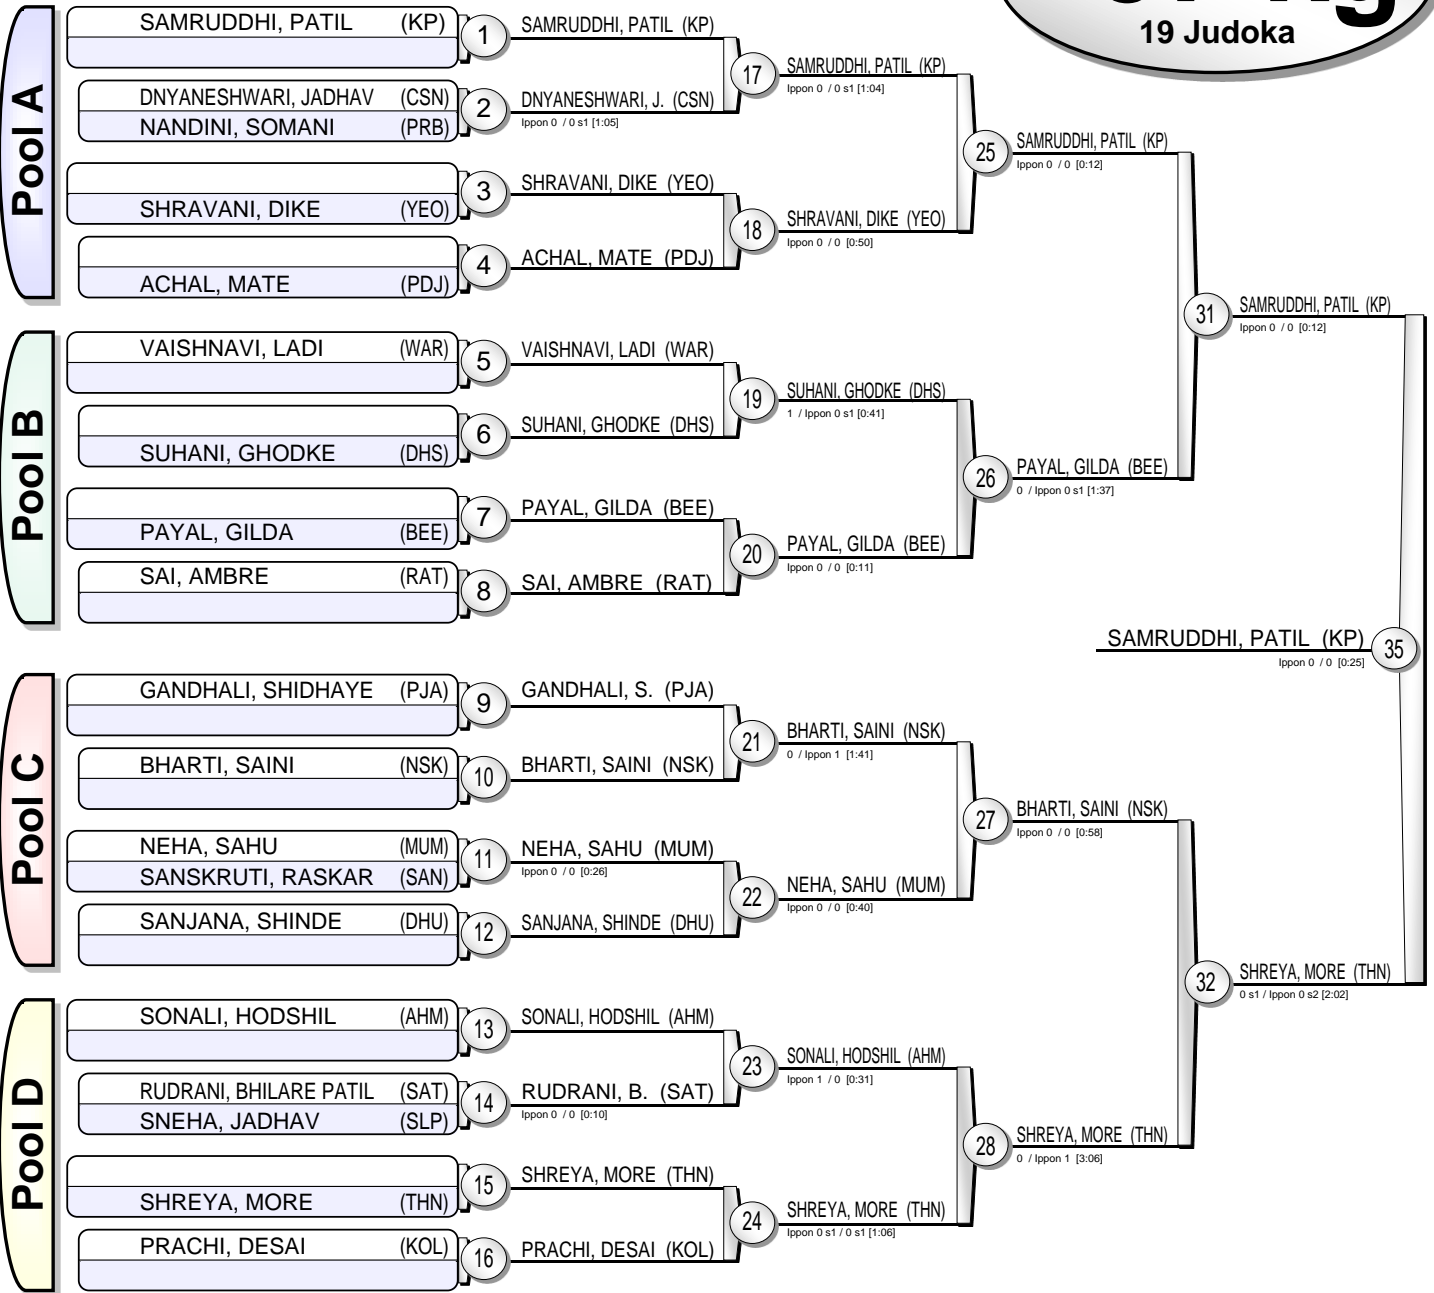 19 Judoka
Pool A
SAMRUDDHI, PATIL (KP)
1
DNYANESHWARI, JADHAV (CSN)
NANDINI, SOMANI (PRB)
2
SHRAVANI, DIKE (YEO)
3
ACHAL, MATE (PDJ)
4
Pool B
VAISHNAVI, LADI (WAR)
5
SUHANI, GHODKE (DHS)
6
PAYAL, GILDA (BEE)
7
SAI, AMBRE (RAT)
8
Pool C
GANDHALI, SHIDHAYE (PJA)
9
BHARTI, SAINI (NSK)
10
NEHA, SAHU (MUM)
SANSKRUTI, RASKAR (SAN)
11
SANJANA, SHINDE (DHU)
12
Pool D
SONALI, HODSHIL (AHM)
13
RUDRANI, BHILARE PATIL (SAT)
SNEHA, JADHAV (SLP)
14
SHREYA, MORE (THN)
15
PRACHI, DESAI (KOL)
16
SAMRUDDHI, PATIL (KP)
17
DNYANESHWARI, J. (CSN)
Ippon 0 / 0 s1 [1:05]
SHRAVANI, DIKE (YEO)
18
ACHAL, MATE (PDJ)
VAISHNAVI, LADI (WAR)
19
SUHANI, GHODKE (DHS)
PAYAL, GILDA (BEE)
20
SAI, AMBRE (RAT)
GANDHALI, S. (PJA)
21
BHARTI, SAINI (NSK)
NEHA, SAHU (MUM)
Ippon 0 / 0 [0:26]
22
SANJANA, SHINDE (DHU)
SONALI, HODSHIL (AHM)
23
RUDRANI, B. (SAT)
Ippon 0 / 0 [0:10]
SHREYA, MORE (THN)
24
PRACHI, DESAI (KOL)
SAMRUDDHI, PATIL (KP)
Ippon 0 / 0 s1 [1:04]
25
SHRAVANI, DIKE (YEO)
Ippon 0 / 0 [0:50]
SUHANI, GHODKE (DHS)
1 / Ippon 0 s1 [0:41]
26
PAYAL, GILDA (BEE)
Ippon 0 / 0 [0:11]
BHARTI, SAINI (NSK)
0 / Ippon 1 [1:41]
27
NEHA, SAHU (MUM)
Ippon 0 / 0 [0:40]
SONALI, HODSHIL (AHM)
Ippon 1 / 0 [0:31]
28
SHREYA, MORE (THN)
Ippon 0 s1 / 0 s1 [1:06]
SAMRUDDHI, PATIL (KP)
Ippon 0 / 0 [0:12]
31
PAYAL, GILDA (BEE)
0 / Ippon 0 s1 [1:37]
BHARTI, SAINI (NSK)
Ippon 0 / 0 [0:58]
32
SHREYA, MORE (THN)
0 / Ippon 1 [3:06]
SAMRUDDHI, PATIL (KP)
Ippon 0 / 0 [0:12]
SAMRUDDHI, PATIL (KP)
35
Ippon 0 / 0 [0:25]
SHREYA, MORE (THN)
0 s1 / Ippon 0 s2 [2:02]